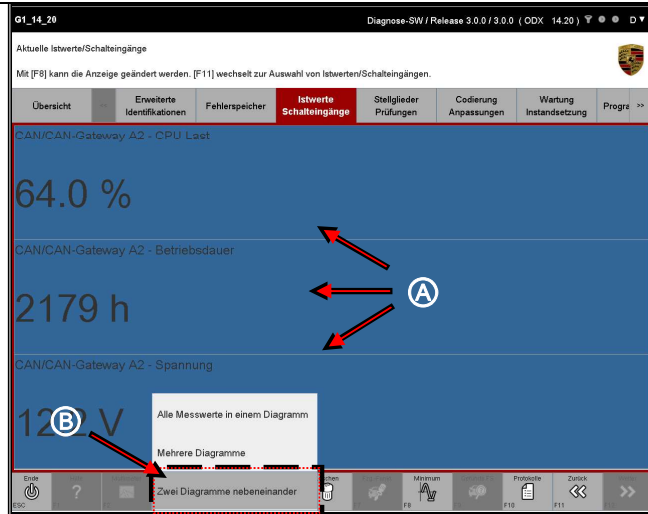 G1_14_20
Diagnose-SW / Release 3.0.0 / 3.0.0 ( ODX 14.20 )
D
Aktuelle Istwerte/Schalteingänge
Mit [F8] kann die Anzeige geändert werden. [F11] wechselt zur Auswahl von Istwerten/Schalteingängen.
Übersicht
>>
Erweiterte
Identifikationen
Fehlerspeicher
Istwerte
Schalteingänge
Stellglieder
Prüfungen
Codierung
Anpassungen
Wartung
Instandsetzung
Progra
>>
CAN/CAN-Gateway A2 - CPU Last
64.0 %
CAN/CAN-Gateway A2 - Betriebsdauer
2179 h
A
CAN/CAN-Gateway A2 - Spannung
12.2 V
B
Alle Messwerte in einem Diagramm
Mehrere Diagramme
Zwei Diagramme nebeneinander
Ende
ESC
?
Minimum
F8
Protokolle
F10
Zurück
F11